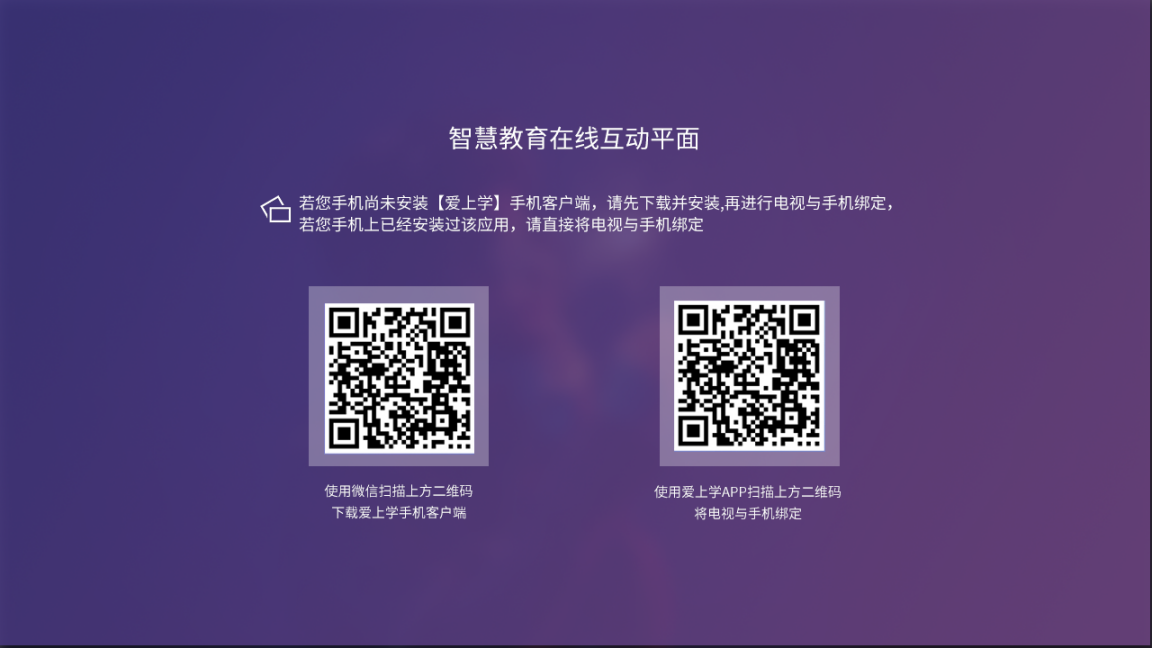 智慧教育在线互动平面
若您手机尚未安装【爱上学】手机客户端，请先下载并安装,再进行电视与手机绑定，
若您手机上已经安装过该应用，请直接将电视与手机绑定
使用微信扫描上方二维码
下载爱上学手机客户端
使用爱上学APP扫描上方二维码
将电视与手机绑定